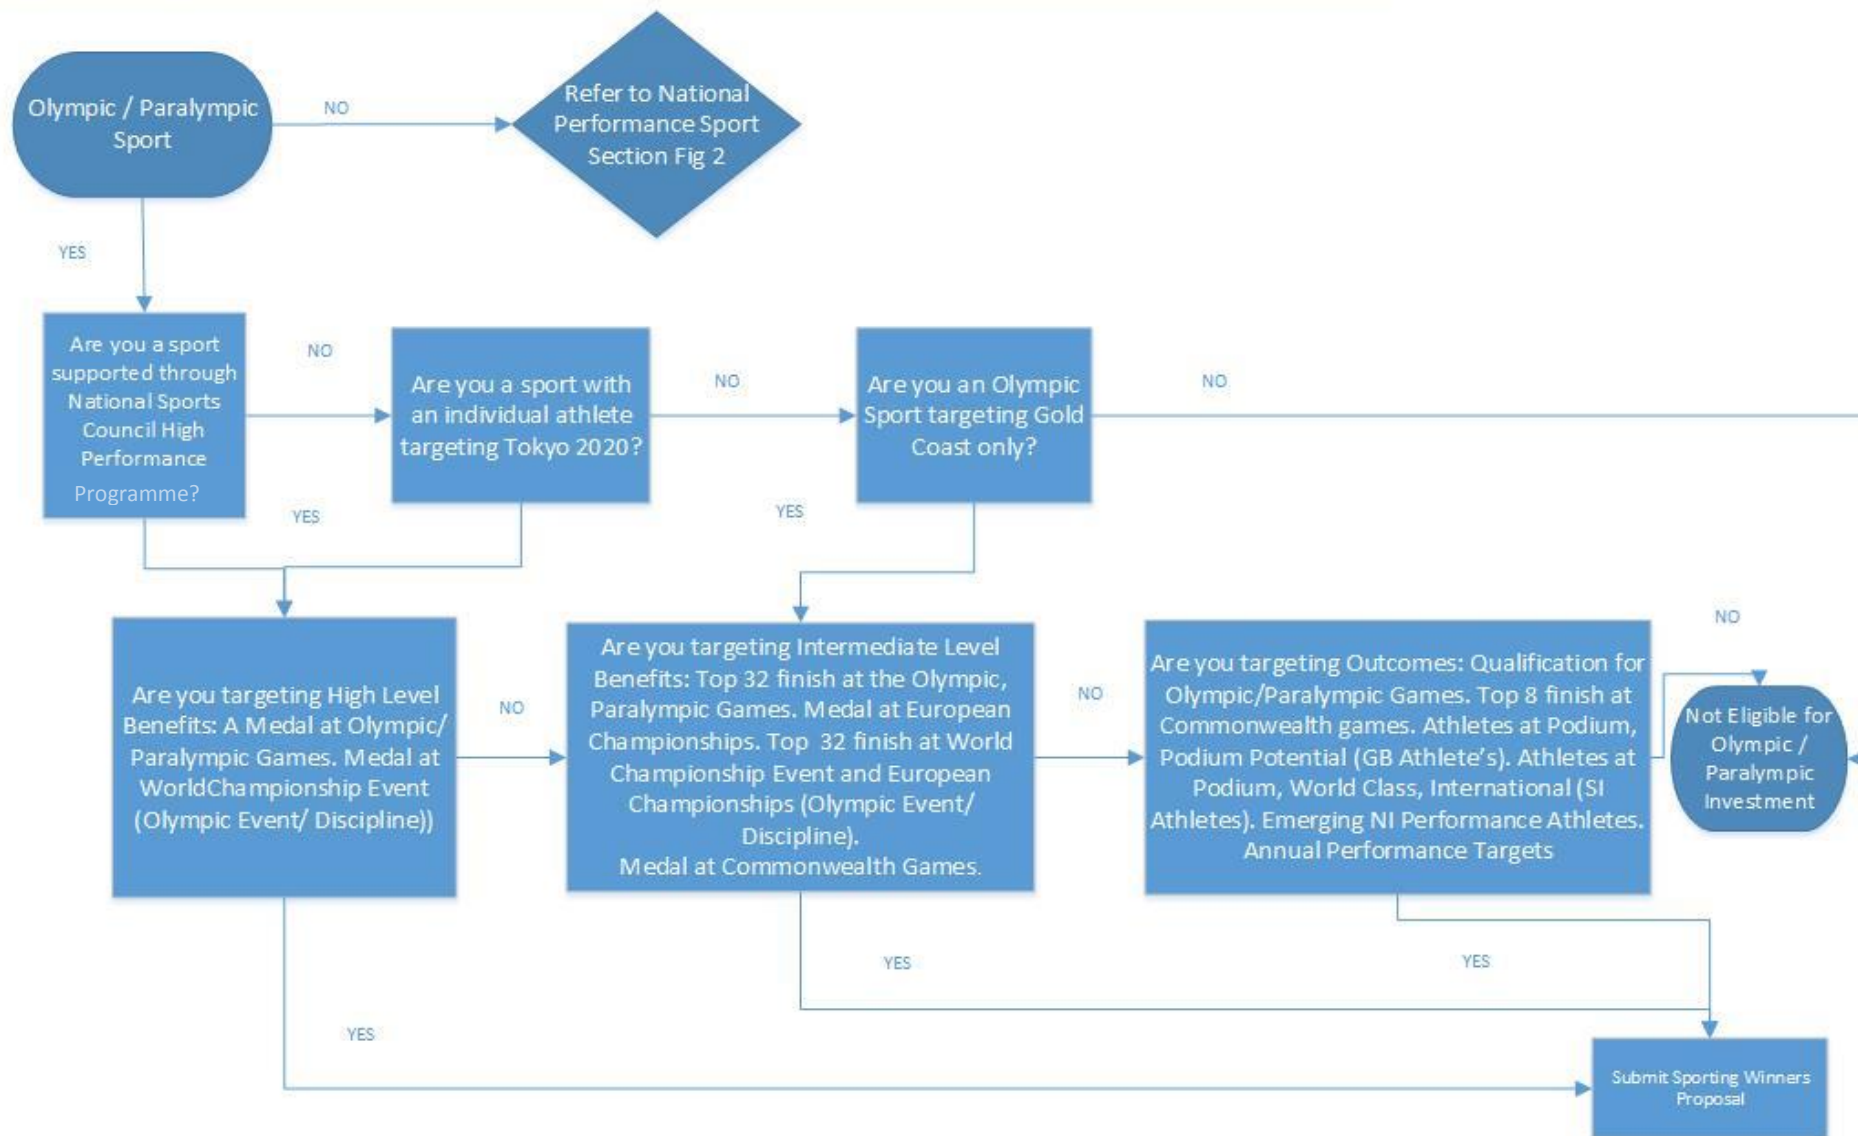 Olympic / Paralympic
Sport
NO
Refer to National
Performance Sport
Section Fig 2
YES
Are you a sport
supported through
National Sports
Council High
Performance
Programme?
NO
Are you a sport with
an individual athlete
targeting Tokyo 2020?
NO
Are you an Olympic
Sport targeting Gold
Coast only?
NO
YES
YES
Are you targeting High Level
Benefits: A Medal at Olympic/
Paralympic Games. Medal at
WorldChampionship Event
(Olympic Event/ Discipline))
NO
Are you targeting Intermediate Level
Benefits: Top 32 finish at the Olympic,
Paralympic Games. Medal at European
Championships. Top 32 finish at World
Championship Event and European
Championships (Olympic Event/
Discipline).
Medal at Commonwealth Games.
NO
Are you targeting Outcomes: Qualification for
Olympic/Paralympic Games. Top 8 finish at
Commonwealth games. Athletes at Podium,
Podium Potential (GB Athlete's). Athletes at
Podium, World Class, International (SI
Athletes). Emerging NI Performance Athletes.
Annual Performance Targets
NO
Not Eligible for
Olympic /
Paralympic
Investment
YES
YES
YES
Submit Sporting Winners
Proposal